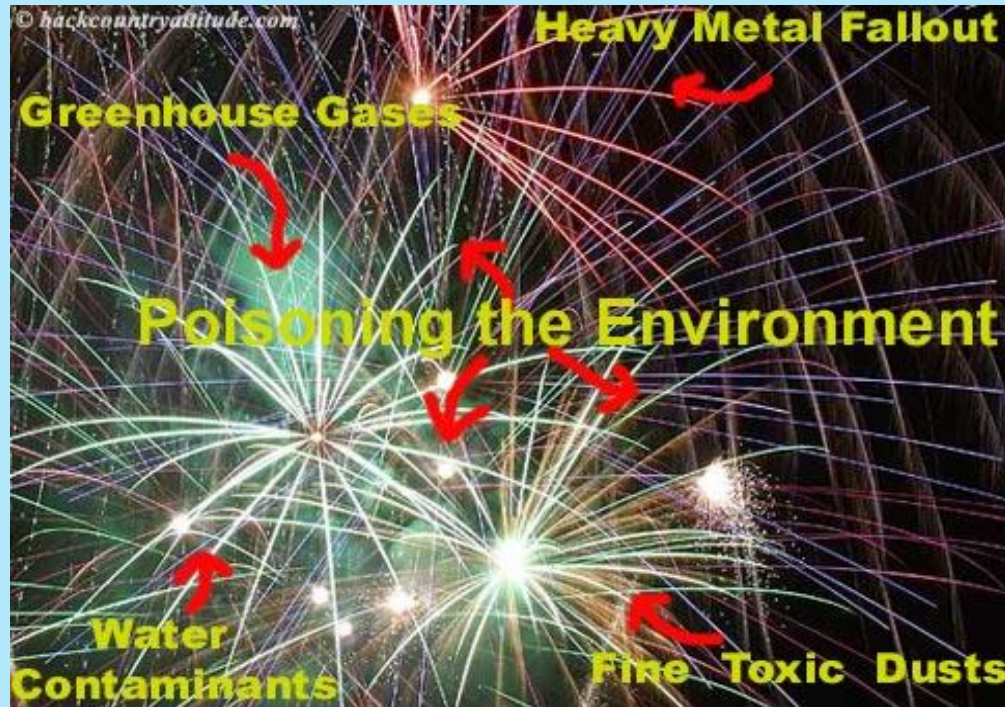 © backcountryattitude.com
Heavy Metal Fallout
Greenhouse Gases
Poisoning the Environment
Water
Contaminants
Fine Toxic Dusts